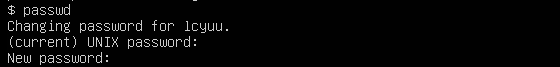 $ passwd
Changing password for lcyuu.
(current) UNIX password:
New password: